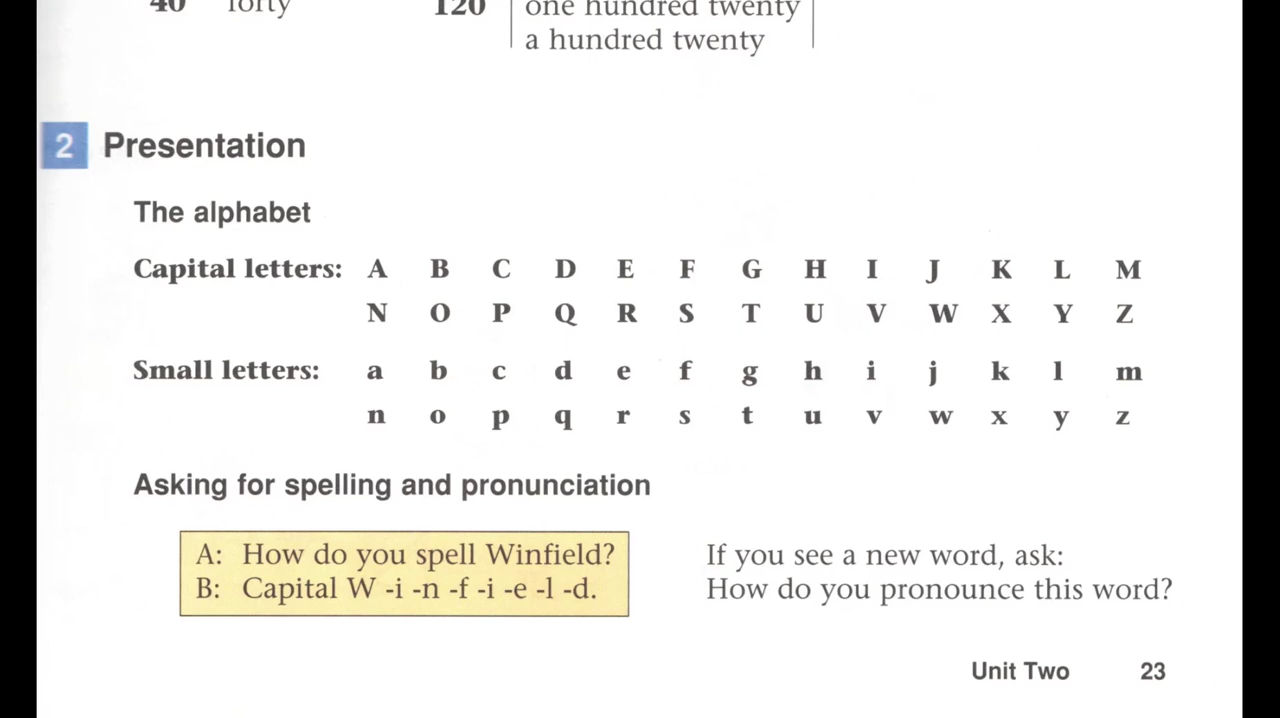 40 forty 120 one hundred twenty
a hundred twenty
2 Presentation
The alphabet
Capital letters: A B C D E F G H I J K L M
N O P Q R S T U V W X Y Z
Small letters: a b c d e f g h i j k l m
n o p q r s t u v w x y z
Asking for spelling and pronunciation
A: How do you spell Winfield?
B: Capital W -i -n -f -i -e -l -d.
If you see a new word, ask:
How do you pronounce this word?
Unit Two 23